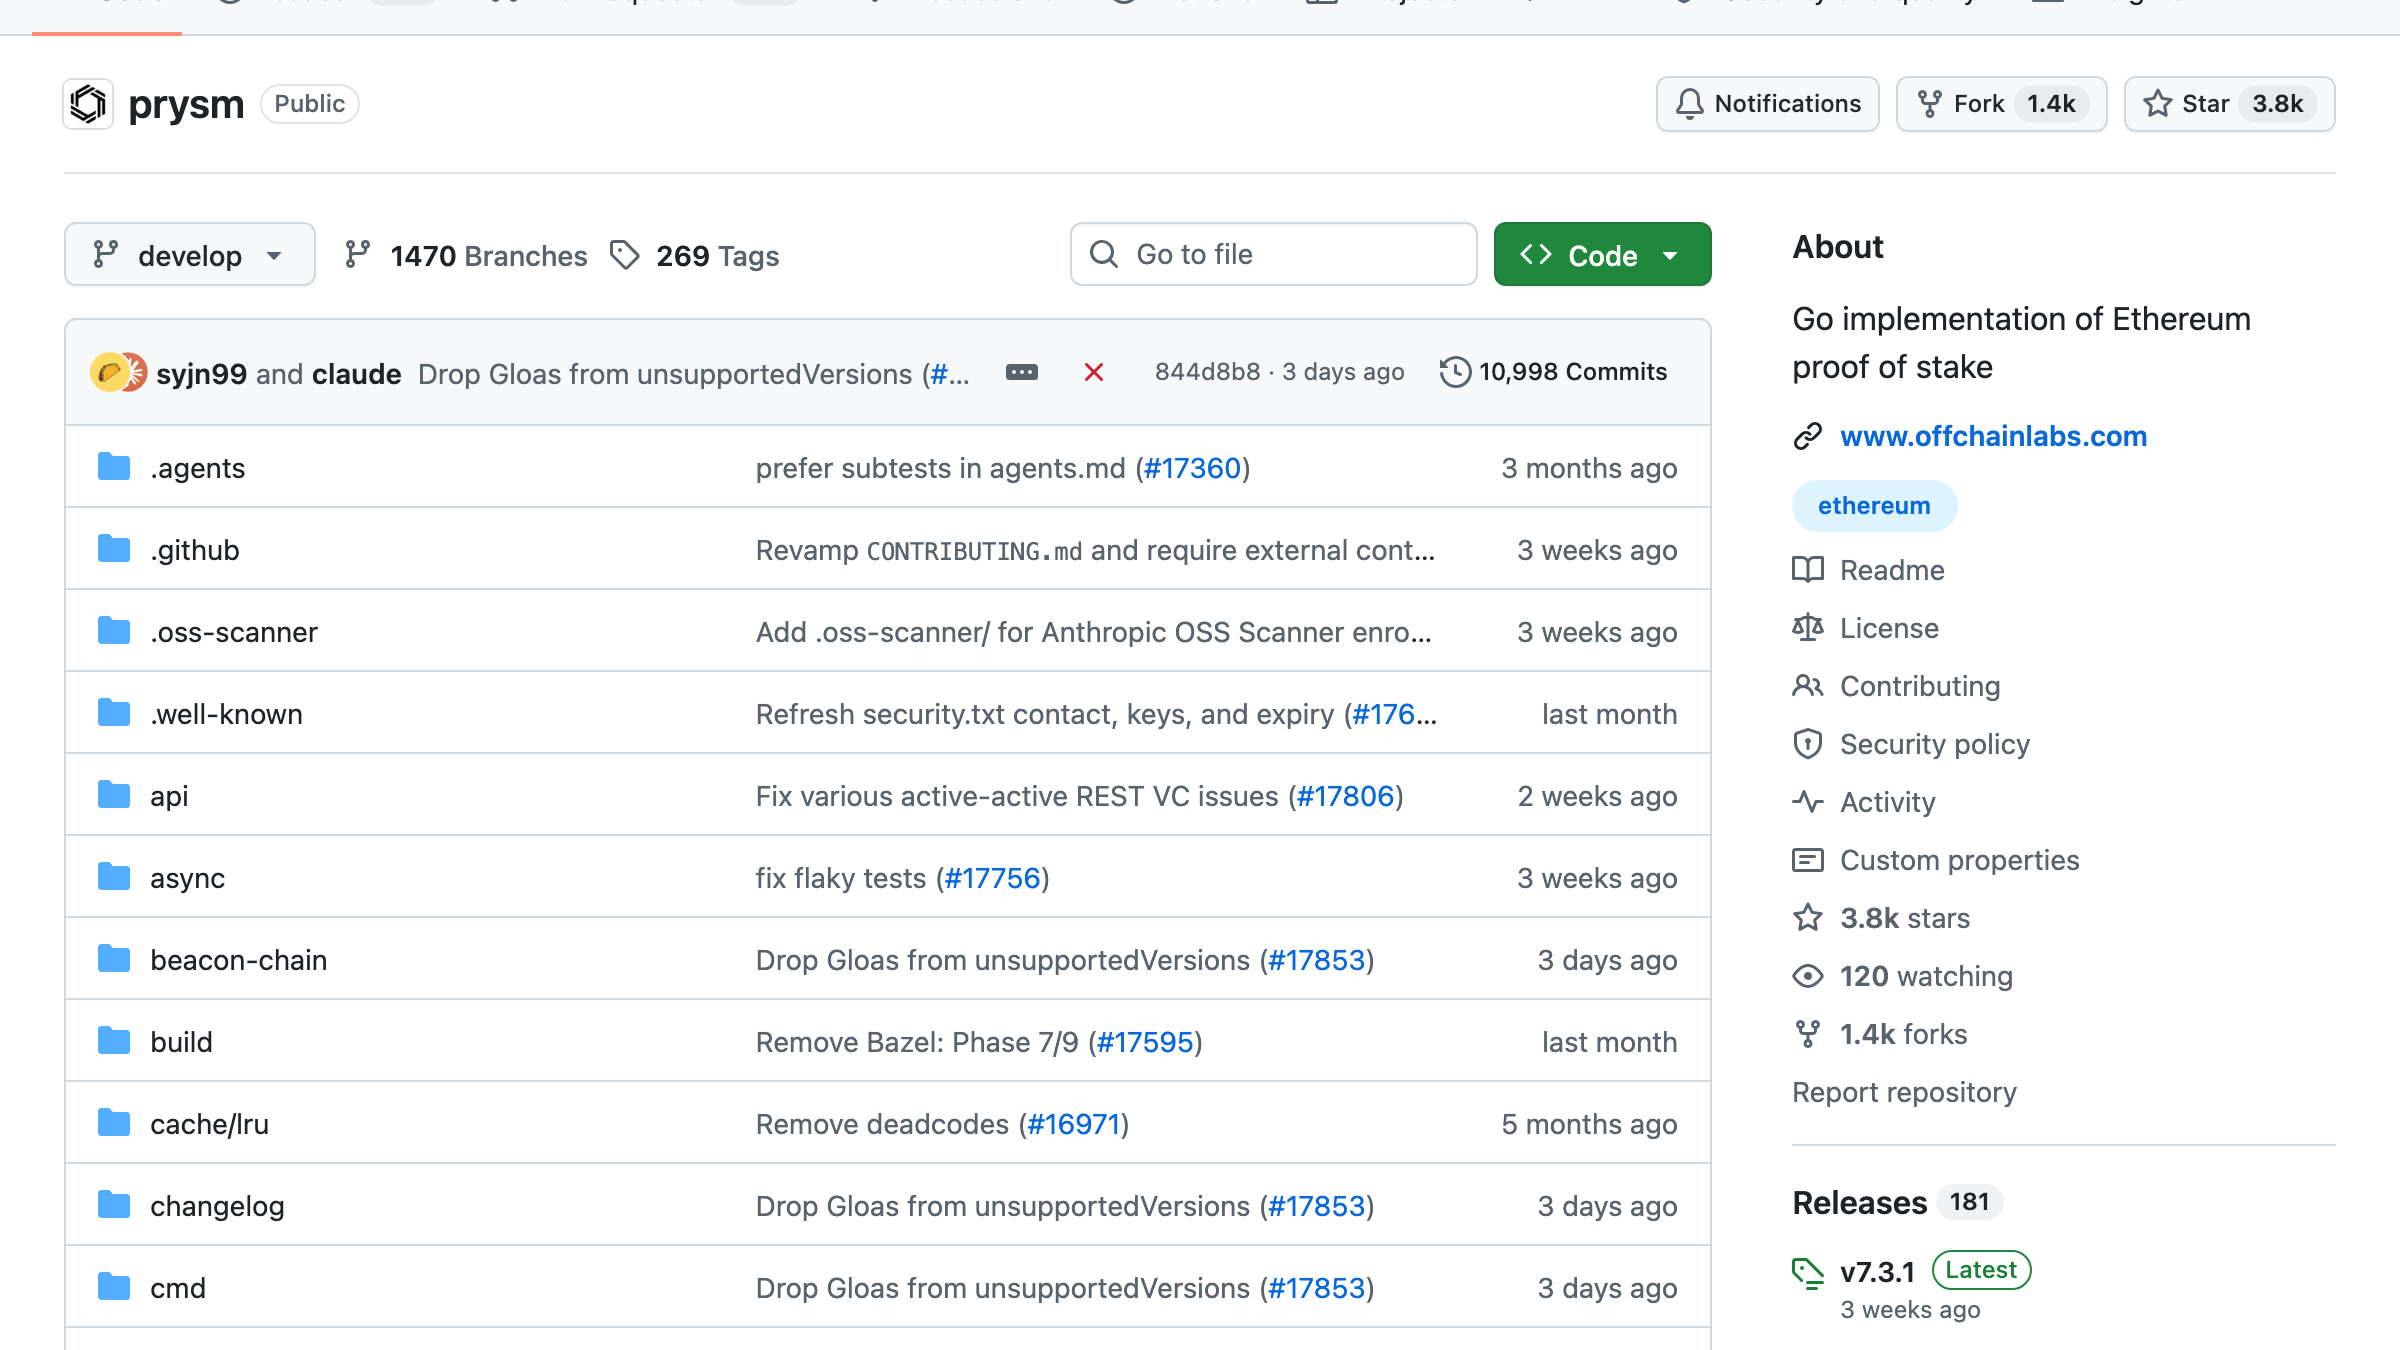 prysm Public
Notifications
Fork 1.4k
Star 3.8k
develop
1470 Branches
269 Tags
Go to file
Code
syjn99 and claude Drop Gloas from unsupportedVersions (#...
844d8b8 · 3 days ago
10,998 Commits
.agents prefer subtests in agents.md (#17360) 3 months ago
.github Revamp CONTRIBUTING.md and require external cont... 3 weeks ago
.oss-scanner Add .oss-scanner/ for Anthropic OSS Scanner enro... 3 weeks ago
.well-known Refresh security.txt contact, keys, and expiry (#176... last month
api Fix various active-active REST VC issues (#17806) 2 weeks ago
async fix flaky tests (#17756) 3 weeks ago
beacon-chain Drop Gloas from unsupportedVersions (#17853) 3 days ago
build Remove Bazel: Phase 7/9 (#17595) last month
cache/lru Remove deadcodes (#16971) 5 months ago
changelog Drop Gloas from unsupportedVersions (#17853) 3 days ago
cmd Drop Gloas from unsupportedVersions (#17853) 3 days ago
About
Go implementation of Ethereum
proof of stake
www.offchainlabs.com
ethereum
Readme
License
Contributing
Security policy
Activity
Custom properties
3.8k stars
120 watching
1.4k forks
Report repository
Releases 181
v7.3.1 Latest
3 weeks ago